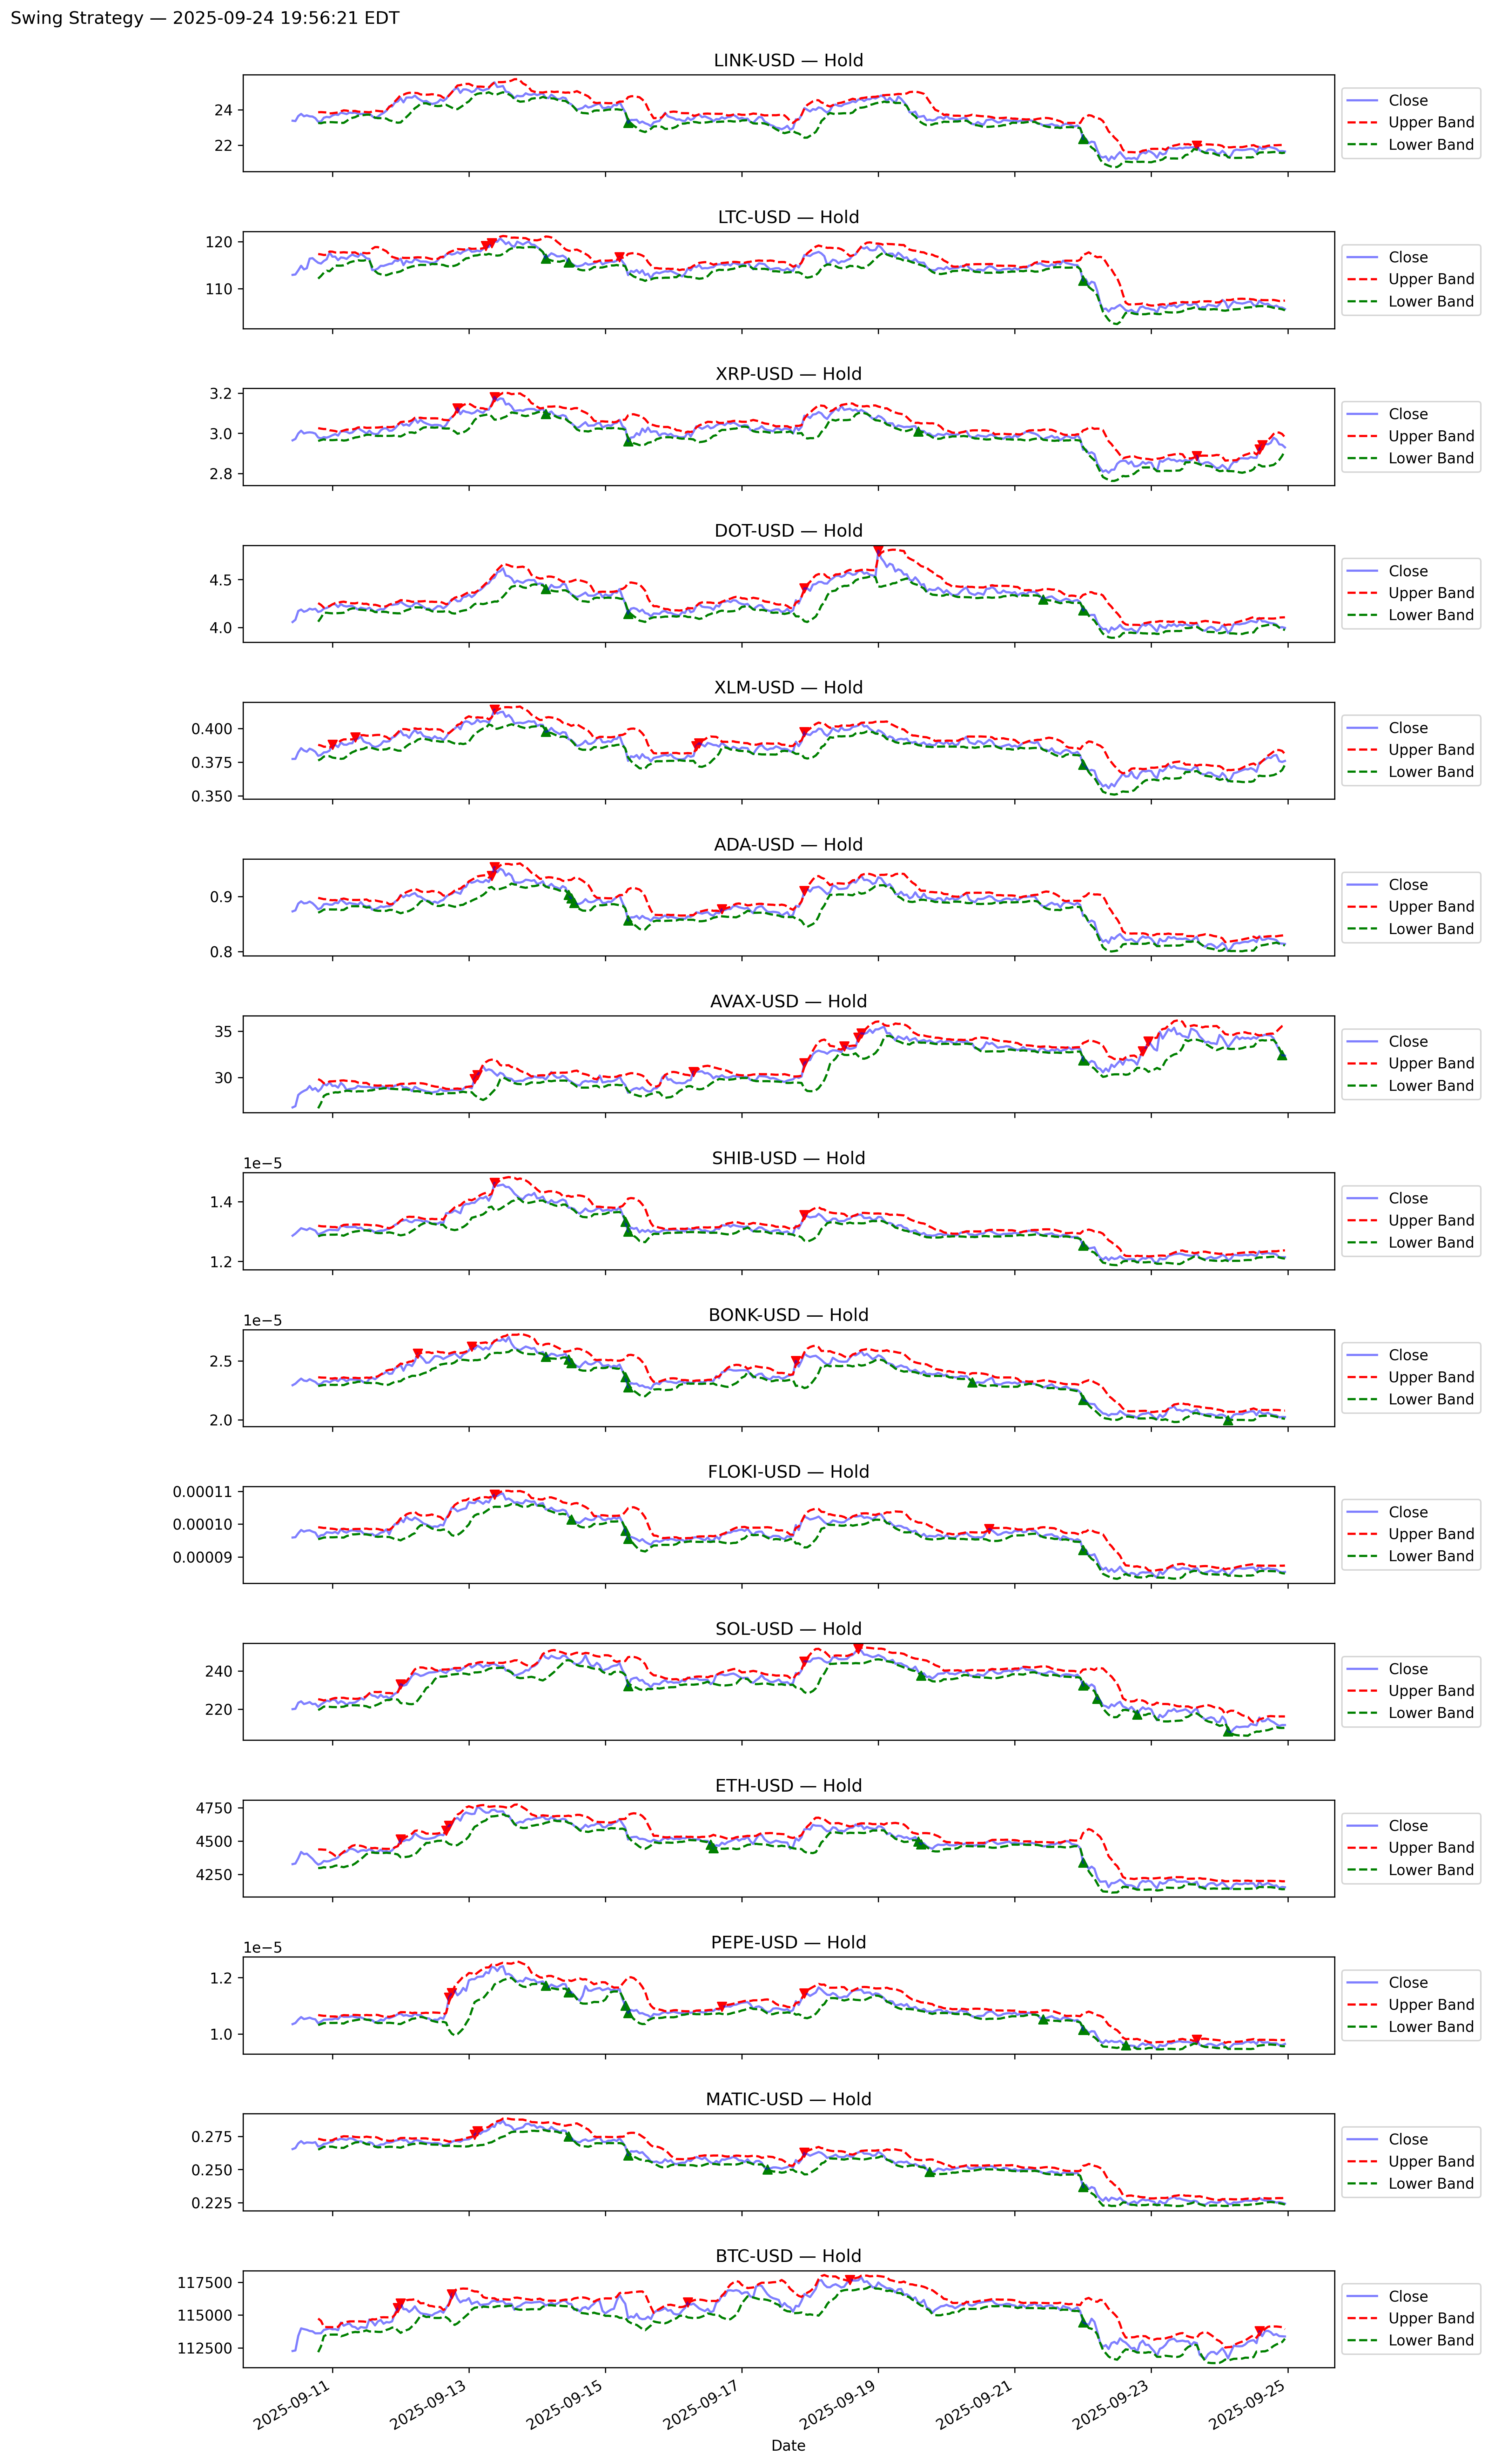 Swing Strategy — 2025-09-24 19:56:21 EDT
LINK-USD — Hold
24
22
Close
Upper Band
Lower Band
LTC-USD — Hold
120
110
Close
Upper Band
Lower Band
XRP-USD — Hold
3.2
3.0
2.8
Close
Upper Band
Lower Band
DOT-USD — Hold
4.5
4.0
Close
Upper Band
Lower Band
XLM-USD — Hold
0.400
0.375
0.350
Close
Upper Band
Lower Band
ADA-USD — Hold
0.9
0.8
Close
Upper Band
Lower Band
AVAX-USD — Hold
35
30
Close
Upper Band
Lower Band
SHIB-USD — Hold
1e−5
1.4
1.2
Close
Upper Band
Lower Band
BONK-USD — Hold
1e−5
2.5
2.0
Close
Upper Band
Lower Band
FLOKI-USD — Hold
0.00011
0.00010
0.00009
Close
Upper Band
Lower Band
SOL-USD — Hold
240
220
Close
Upper Band
Lower Band
ETH-USD — Hold
4750
4500
4250
Close
Upper Band
Lower Band
PEPE-USD — Hold
1e−5
1.2
1.0
Close
Upper Band
Lower Band
MATIC-USD — Hold
0.275
0.250
0.225
Close
Upper Band
Lower Band
BTC-USD — Hold
117500
115000
112500
Close
Upper Band
Lower Band
2025-09-11
2025-09-13
2025-09-15
2025-09-17
2025-09-19
2025-09-21
2025-09-23
2025-09-25
Date